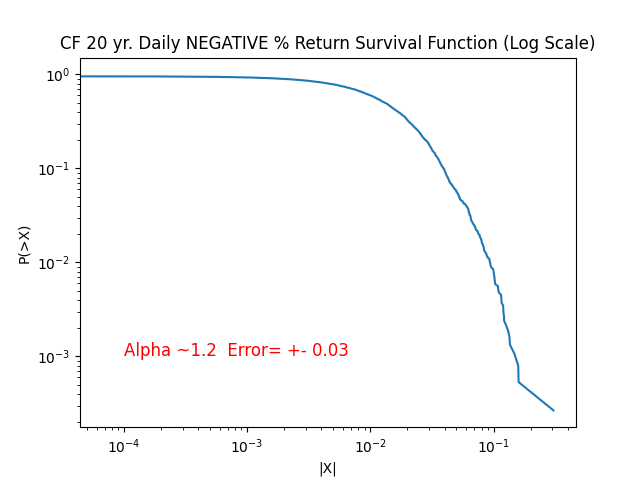 CF 20 yr. Daily NEGATIVE % Return Survival Function (Log Scale)
10⁰
10⁻¹
10⁻²
10⁻³
P(>X)
Alpha ~1.2  Error= +- 0.03
10⁻⁴ 10⁻³ 10⁻² 10⁻¹
|X|